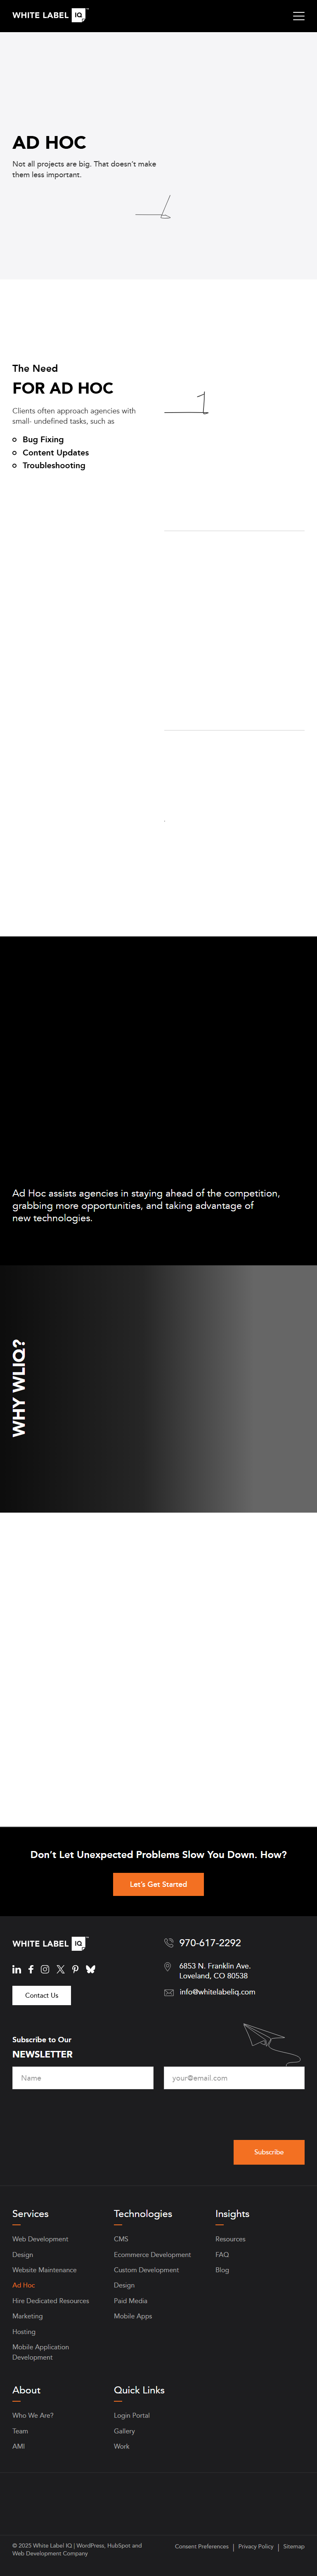 WHITE LABEL IQ
AD HOC
Not all projects are big. That doesn't make
them less important.
The Need
FOR AD HOC
Clients often approach agencies with
small- undefined tasks, such as
Bug Fixing
Content Updates
Troubleshooting
1
Ad Hoc assists agencies in staying ahead of the competition,
grabbing more opportunities, and taking advantage of
new technologies.
WHY WLIQ?
Don't Let Unexpected Problems Slow You Down. How?
Let's Get Started
WHITE LABEL IQ
Contact Us
970-617-2292
6853 N. Franklin Ave.
Loveland, CO 80538
info@whitelabeliq.com
Subscribe to Our
NEWSLETTER
Name
your@email.com
Subscribe
Services
Web Development
Design
Website Maintenance
Ad Hoc
Hire Dedicated Resources
Marketing
Hosting
Mobile Application
Development
Technologies
CMS
Ecommerce Development
Custom Development
Design
Paid Media
Mobile Apps
Insights
Resources
FAQ
Blog
About
Who We Are?
Team
AMI
Quick Links
Login Portal
Gallery
Work
© 2025 White Label IQ | WordPress, HubSpot and
Web Development Company
Consent Preferences | Privacy Policy | Sitemap